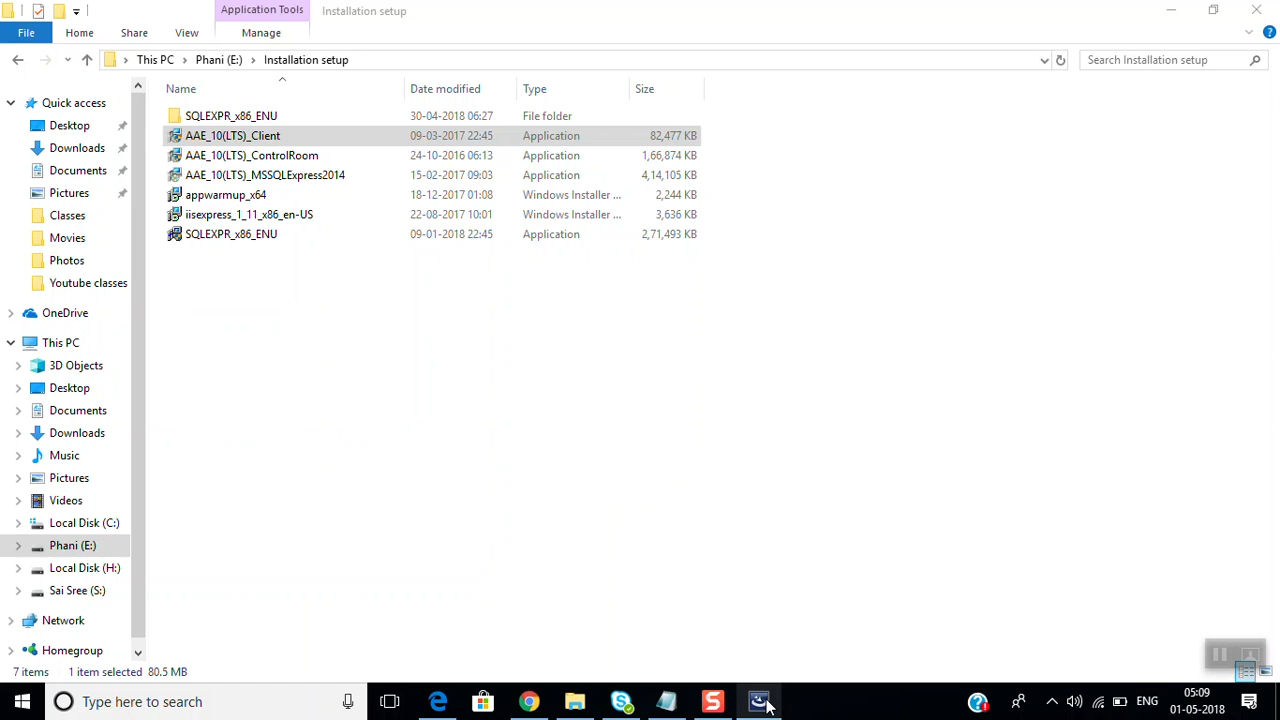 Application Tools
Installation setup
File
Home
Share
View
Manage
This PC
Phani (E:)
Installation setup
Search Installation setup
Name
Date modified
Type
Size
Quick access
Desktop
Downloads
Documents
Pictures
Classes
Movies
Photos
Youtube classes
OneDrive
This PC
3D Objects
Desktop
Documents
Downloads
Music
Pictures
Videos
Local Disk (C:)
Phani (E:)
Local Disk (H:)
Sai Sree (S:)
Network
Homegroup
SQLEXPR_x86_ENU 30-04-2018 06:27 File folder
AAE_10(LTS)_Client 09-03-2017 22:45 Application 82,477 KB
AAE_10(LTS)_ControlRoom 24-10-2016 06:13 Application 1,66,874 KB
AAE_10(LTS)_MSSQLExpress2014 15-02-2017 09:03 Application 4,14,105 KB
appwarmup_x64 18-12-2017 01:08 Windows Installer ... 2,244 KB
iisexpress_1_11_x86_en-US 22-08-2017 10:01 Windows Installer ... 3,636 KB
SQLEXPR_x86_ENU 09-01-2018 22:45 Application 2,71,493 KB
7 items 1 item selected 80.5 MB
Type here to search
ENG
05:09
01-05-2018